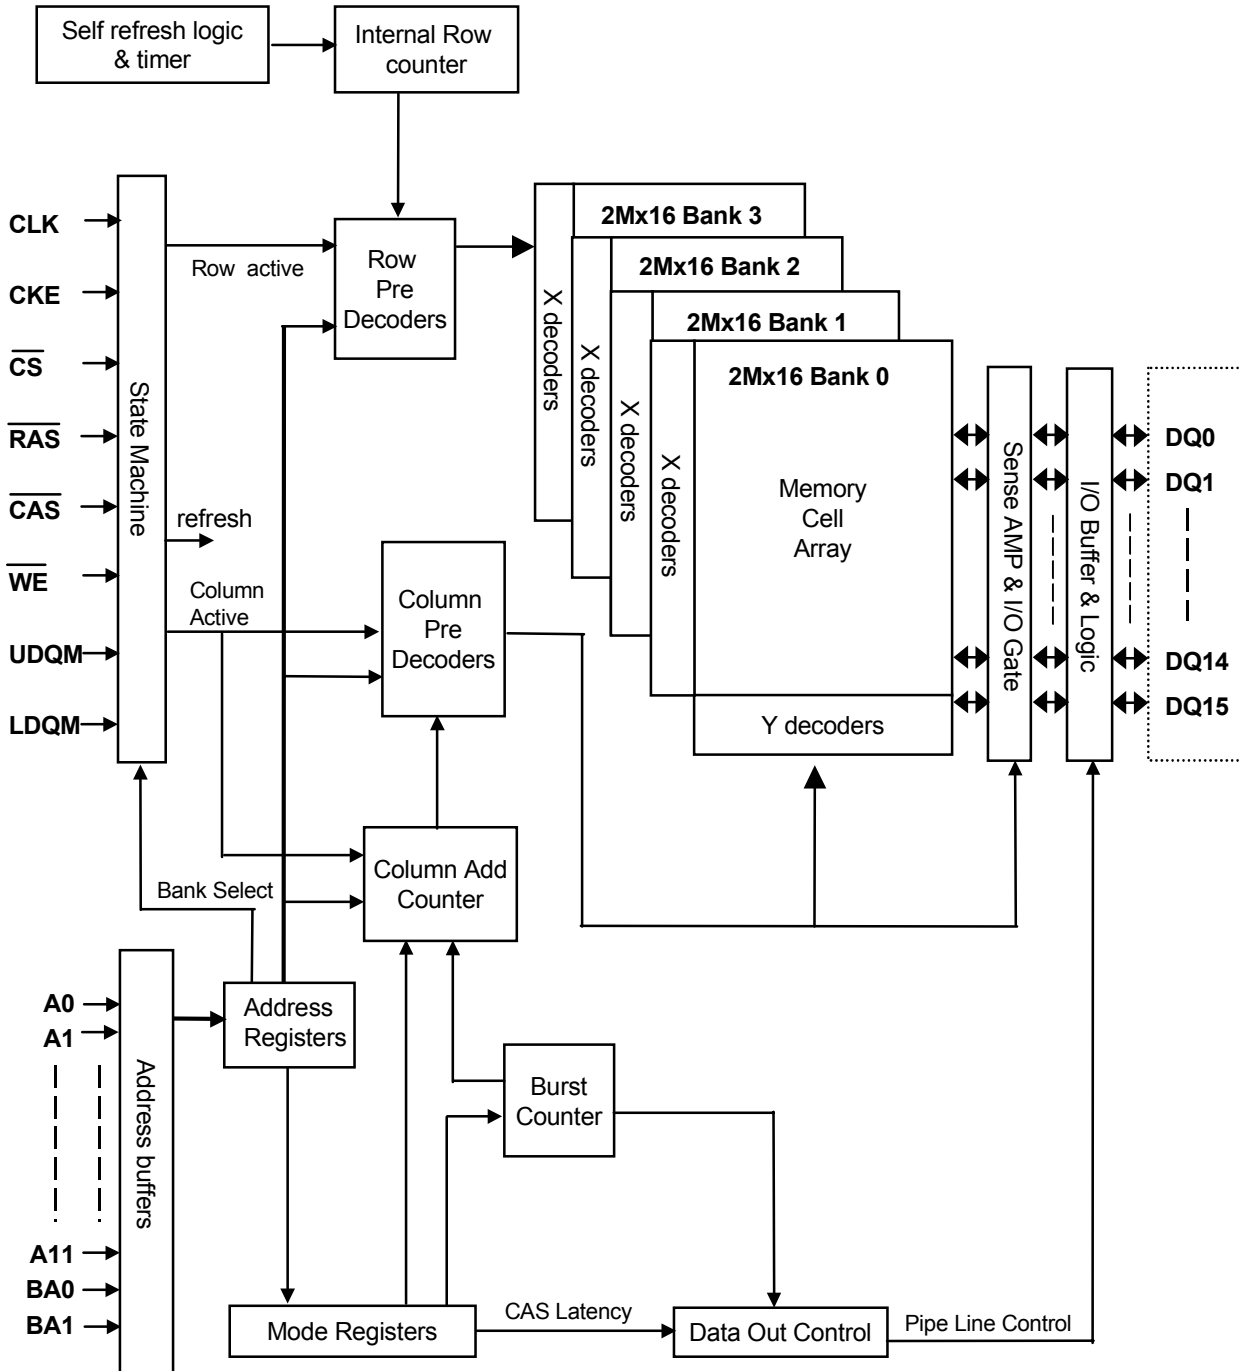 Self refresh logic
& timer
Internal Row
counter
CLK
CKE
CS
RAS
CAS
WE
UDQM
LDQM
State Machine
Row active
refresh
Column
Active
Bank Select
Row
Pre
Decoders
Column
Pre
Decoders
Column Add
Counter
X decoders
X decoders
X decoders
X decoders
2Mx16 Bank 3
2Mx16 Bank 2
2Mx16 Bank 1
2Mx16 Bank 0
Memory
Cell
Array
Y decoders
Sense AMP & I/O Gate
I/O Buffer & Logic
DQ0
DQ1
DQ14
DQ15
A0
A1
A11
BA0
BA1
Address buffers
Address
Registers
Burst
Counter
Mode Registers
CAS Latency
Data Out Control
Pipe Line Control